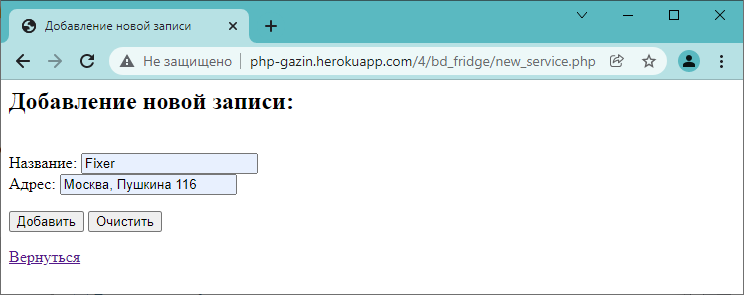 Добавление новой записи
Не защищено | php-gazin.herokuapp.com/4/bd_fridge/new_service.php
Добавление новой записи:
Название: Fixer
Адрес: Москва, Пушкина 116
Добавить Очистить
Вернуться